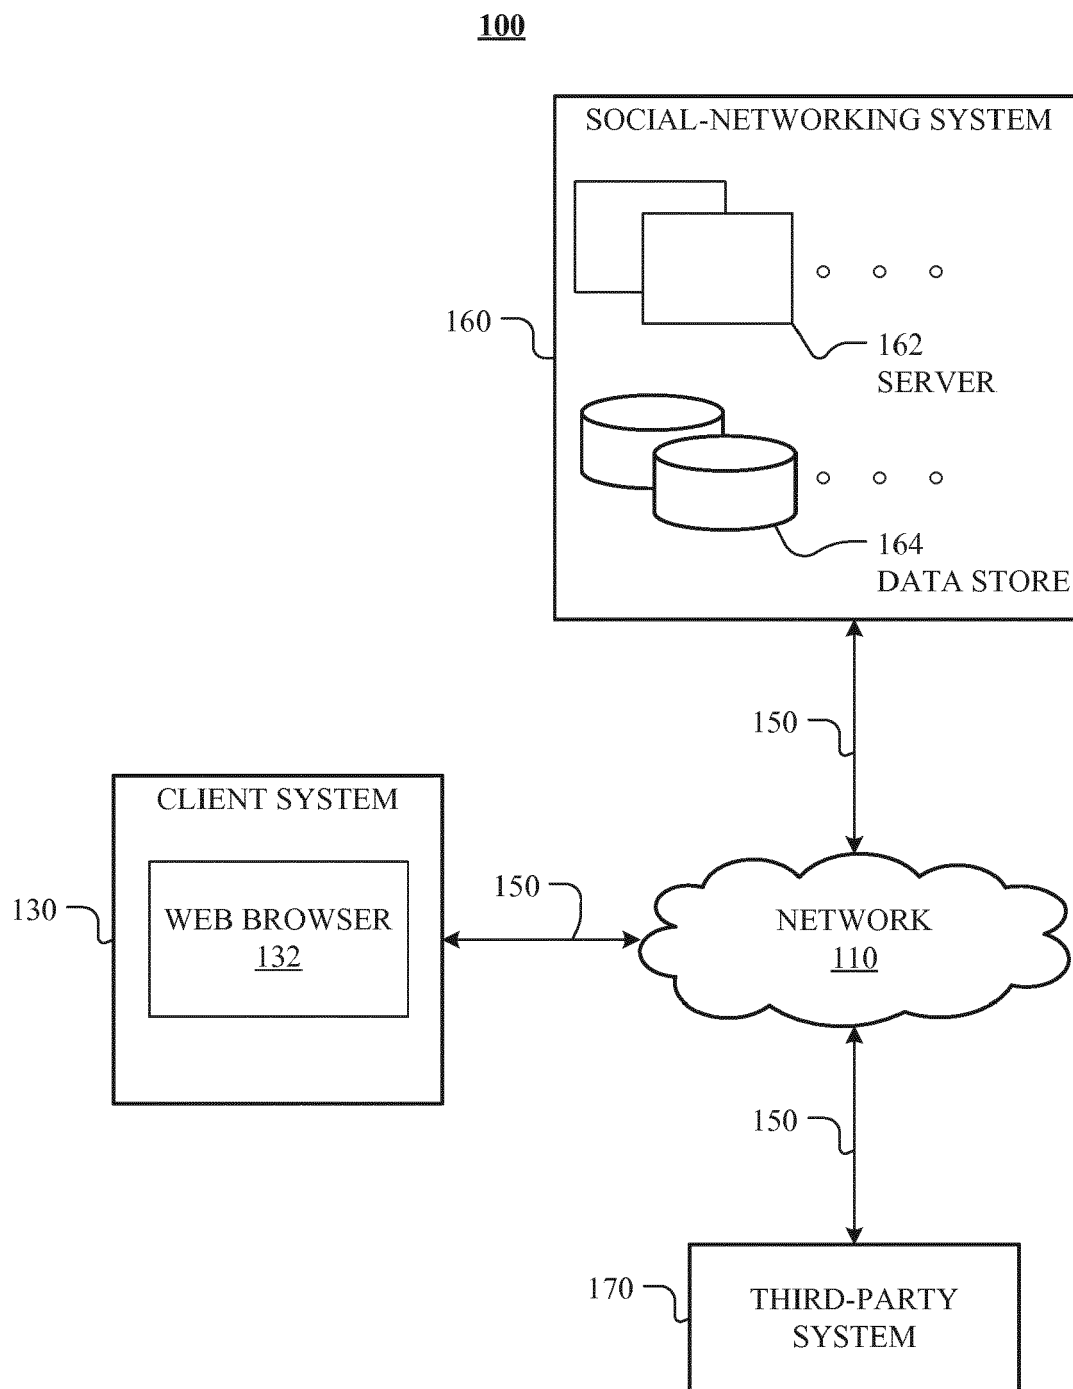 100
SOCIAL-NETWORKING SYSTEM
160
162
SERVER
164
DATA STORE
150
CLIENT SYSTEM
130
WEB BROWSER
132
150
NETWORK
110
150
170
THIRD-PARTY
SYSTEM